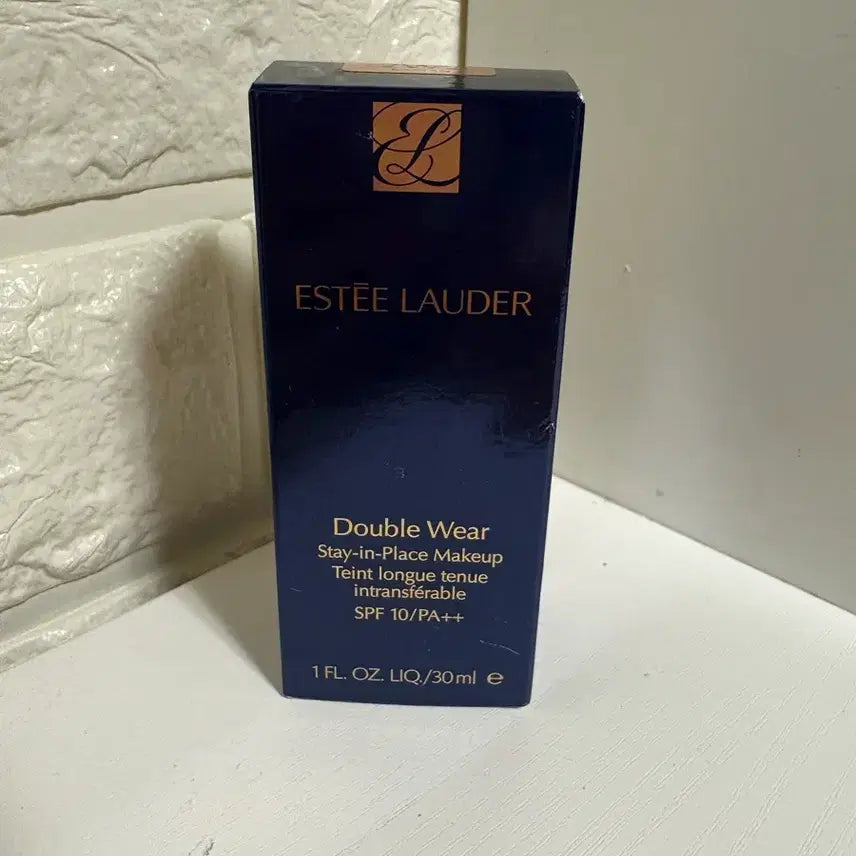 EL
ESTĒE LAUDER
Double Wear
Stay-in-Place Makeup
Teint longue tenue
intransférable
SPF 10/PA++
1 FL. OZ. LIQ./30 ml e